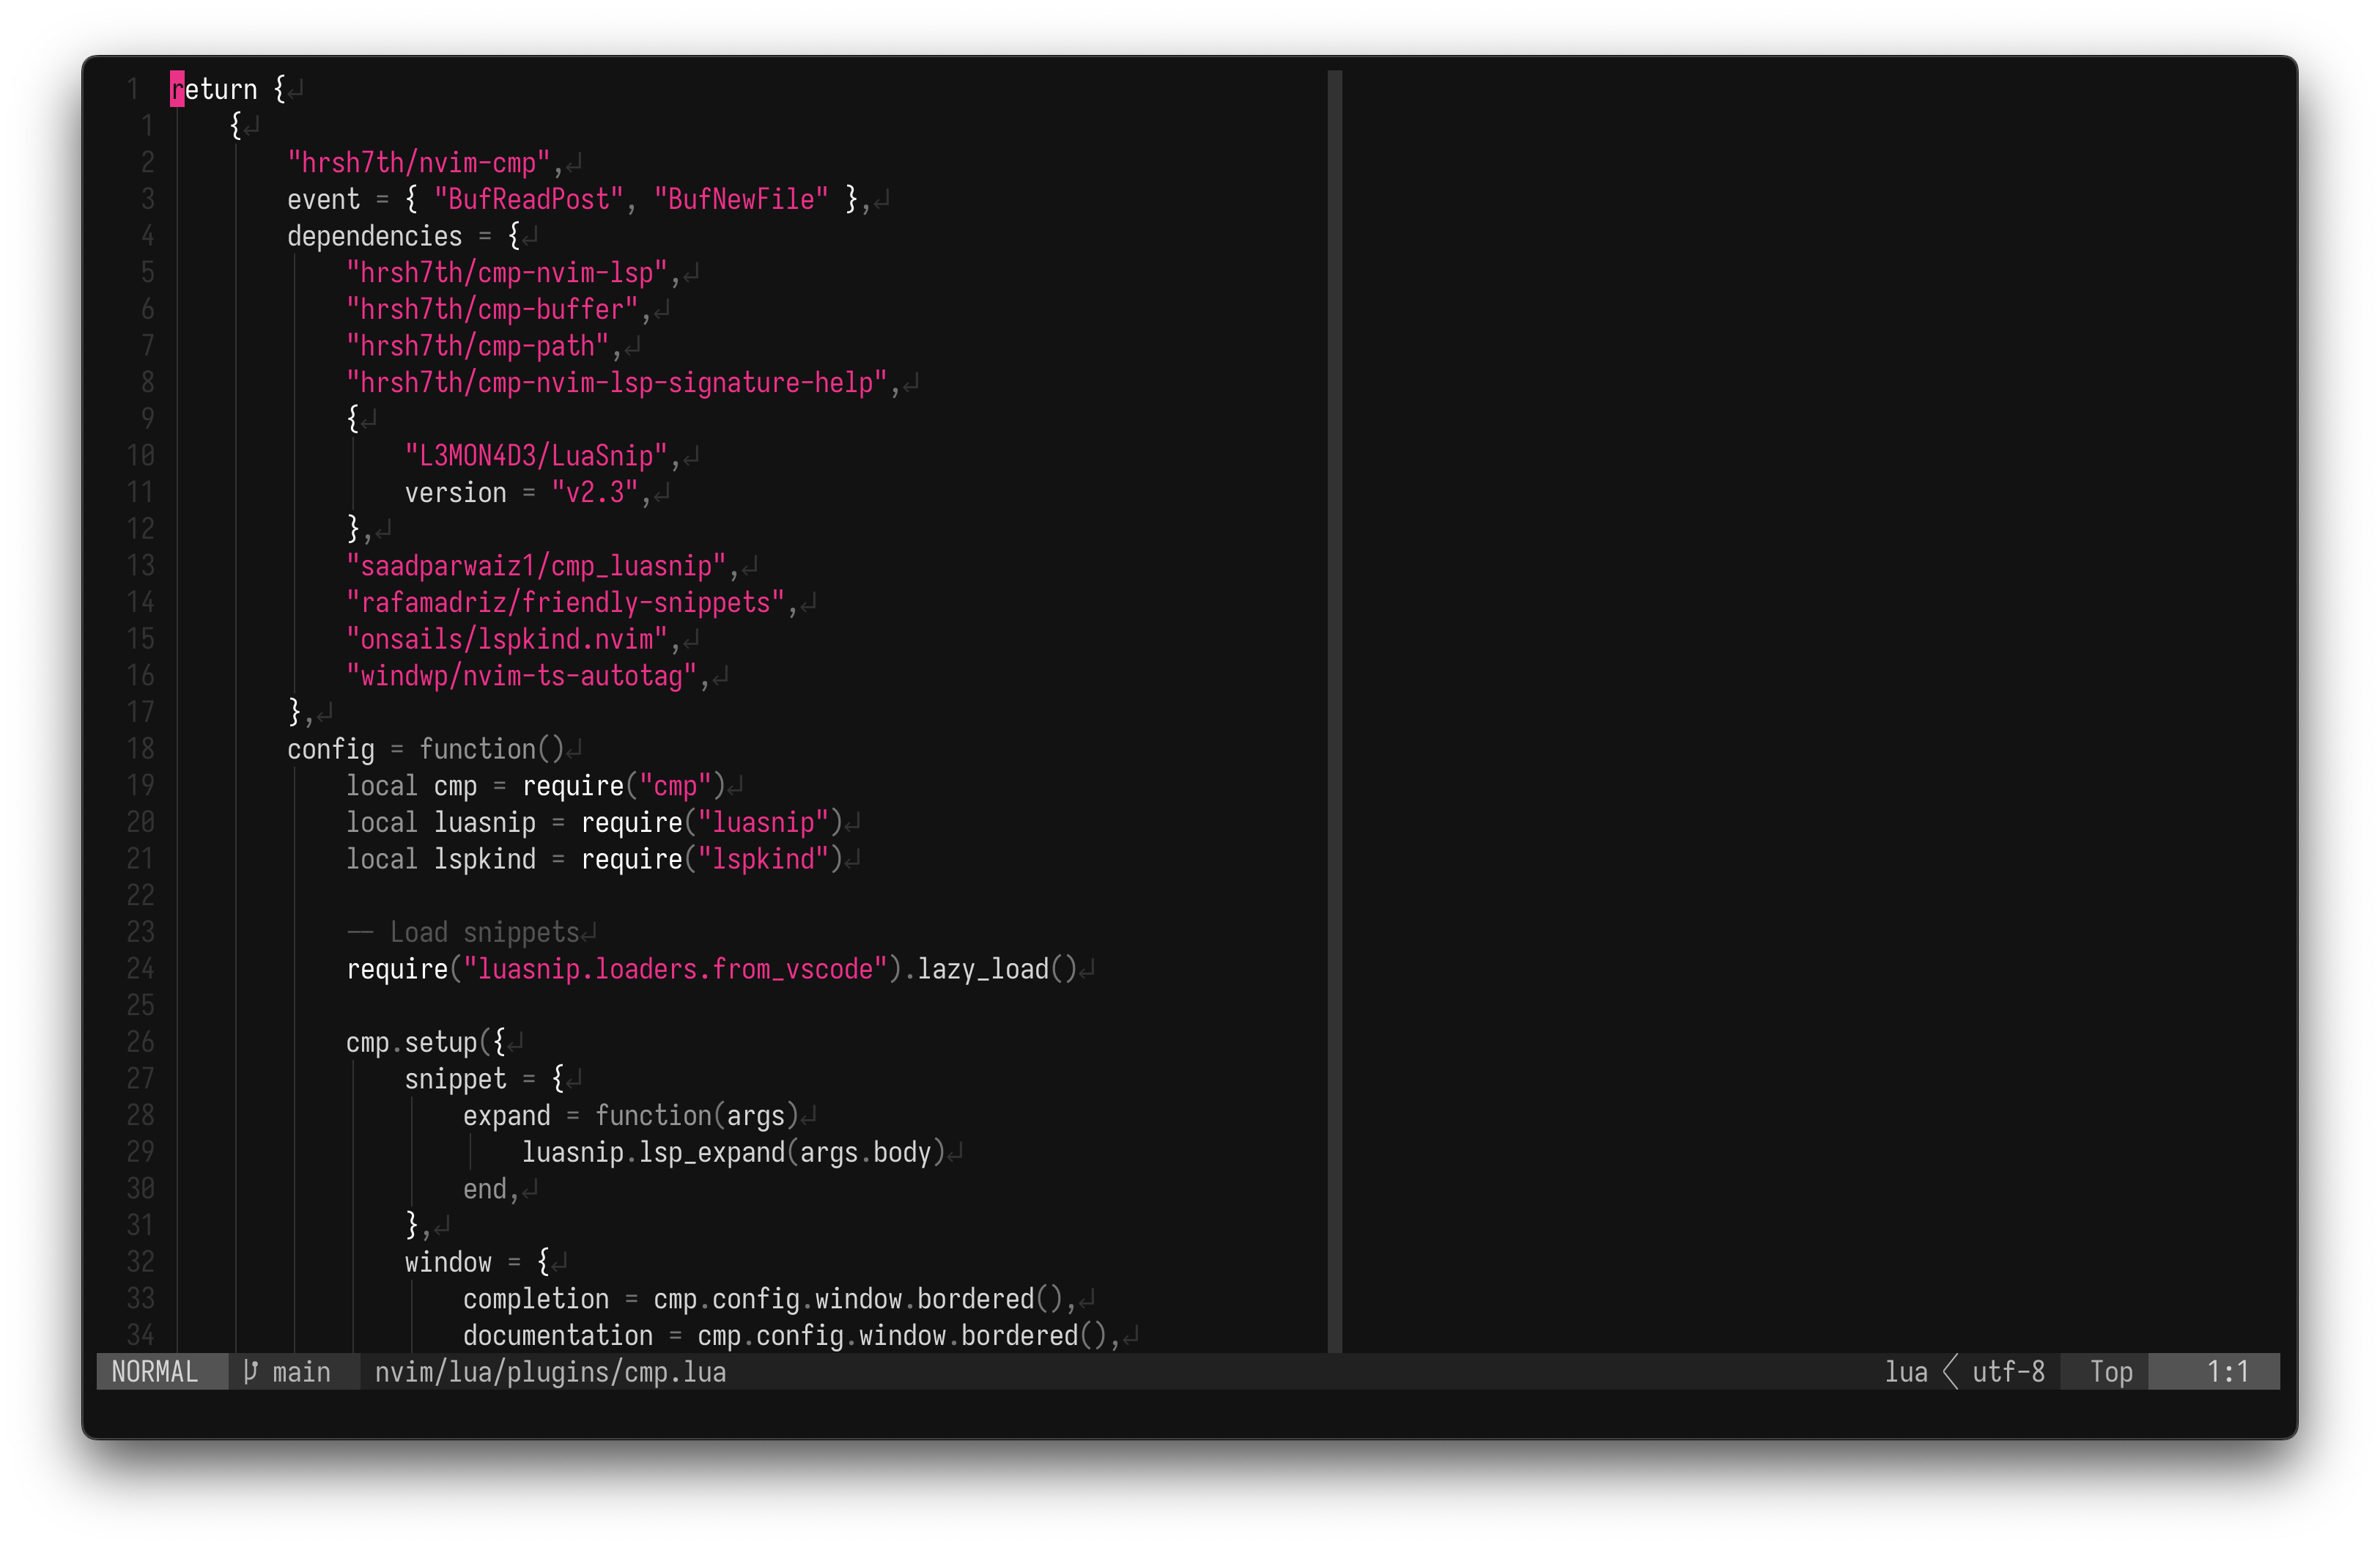 1 return {↵
1 {↵
2 "hrsh7th/nvim-cmp",↵
3 event = { "BufReadPost", "BufNewFile" },↵
4 dependencies = {↵
5 "hrsh7th/cmp-nvim-lsp",↵
6 "hrsh7th/cmp-buffer",↵
7 "hrsh7th/cmp-path",↵
8 "hrsh7th/cmp-nvim-lsp-signature-help",↵
9 {↵
10 "L3MON4D3/LuaSnip",↵
11 version = "v2.3",↵
12 },↵
13 "saadparwaiz1/cmp_luasnip",↵
14 "rafamadriz/friendly-snippets",↵
15 "onsails/lspkind.nvim",↵
16 "windwp/nvim-ts-autotag",↵
17 },↵
18 config = function()↵
19 local cmp = require("cmp")↵
20 local luasnip = require("luasnip")↵
21 local lspkind = require("lspkind")↵
22
23 -- Load snippets↵
24 require("luasnip.loaders.from_vscode").lazy_load()↵
25
26 cmp.setup({↵
27 snippet = {↵
28 expand = function(args)↵
29 luasnip.lsp_expand(args.body)↵
30 end,↵
31 },↵
32 window = {↵
33 completion = cmp.config.window.bordered(),↵
34 documentation = cmp.config.window.bordered(),↵
NORMAL main nvim/lua/plugins/cmp.lua lua utf-8 Top 1:1